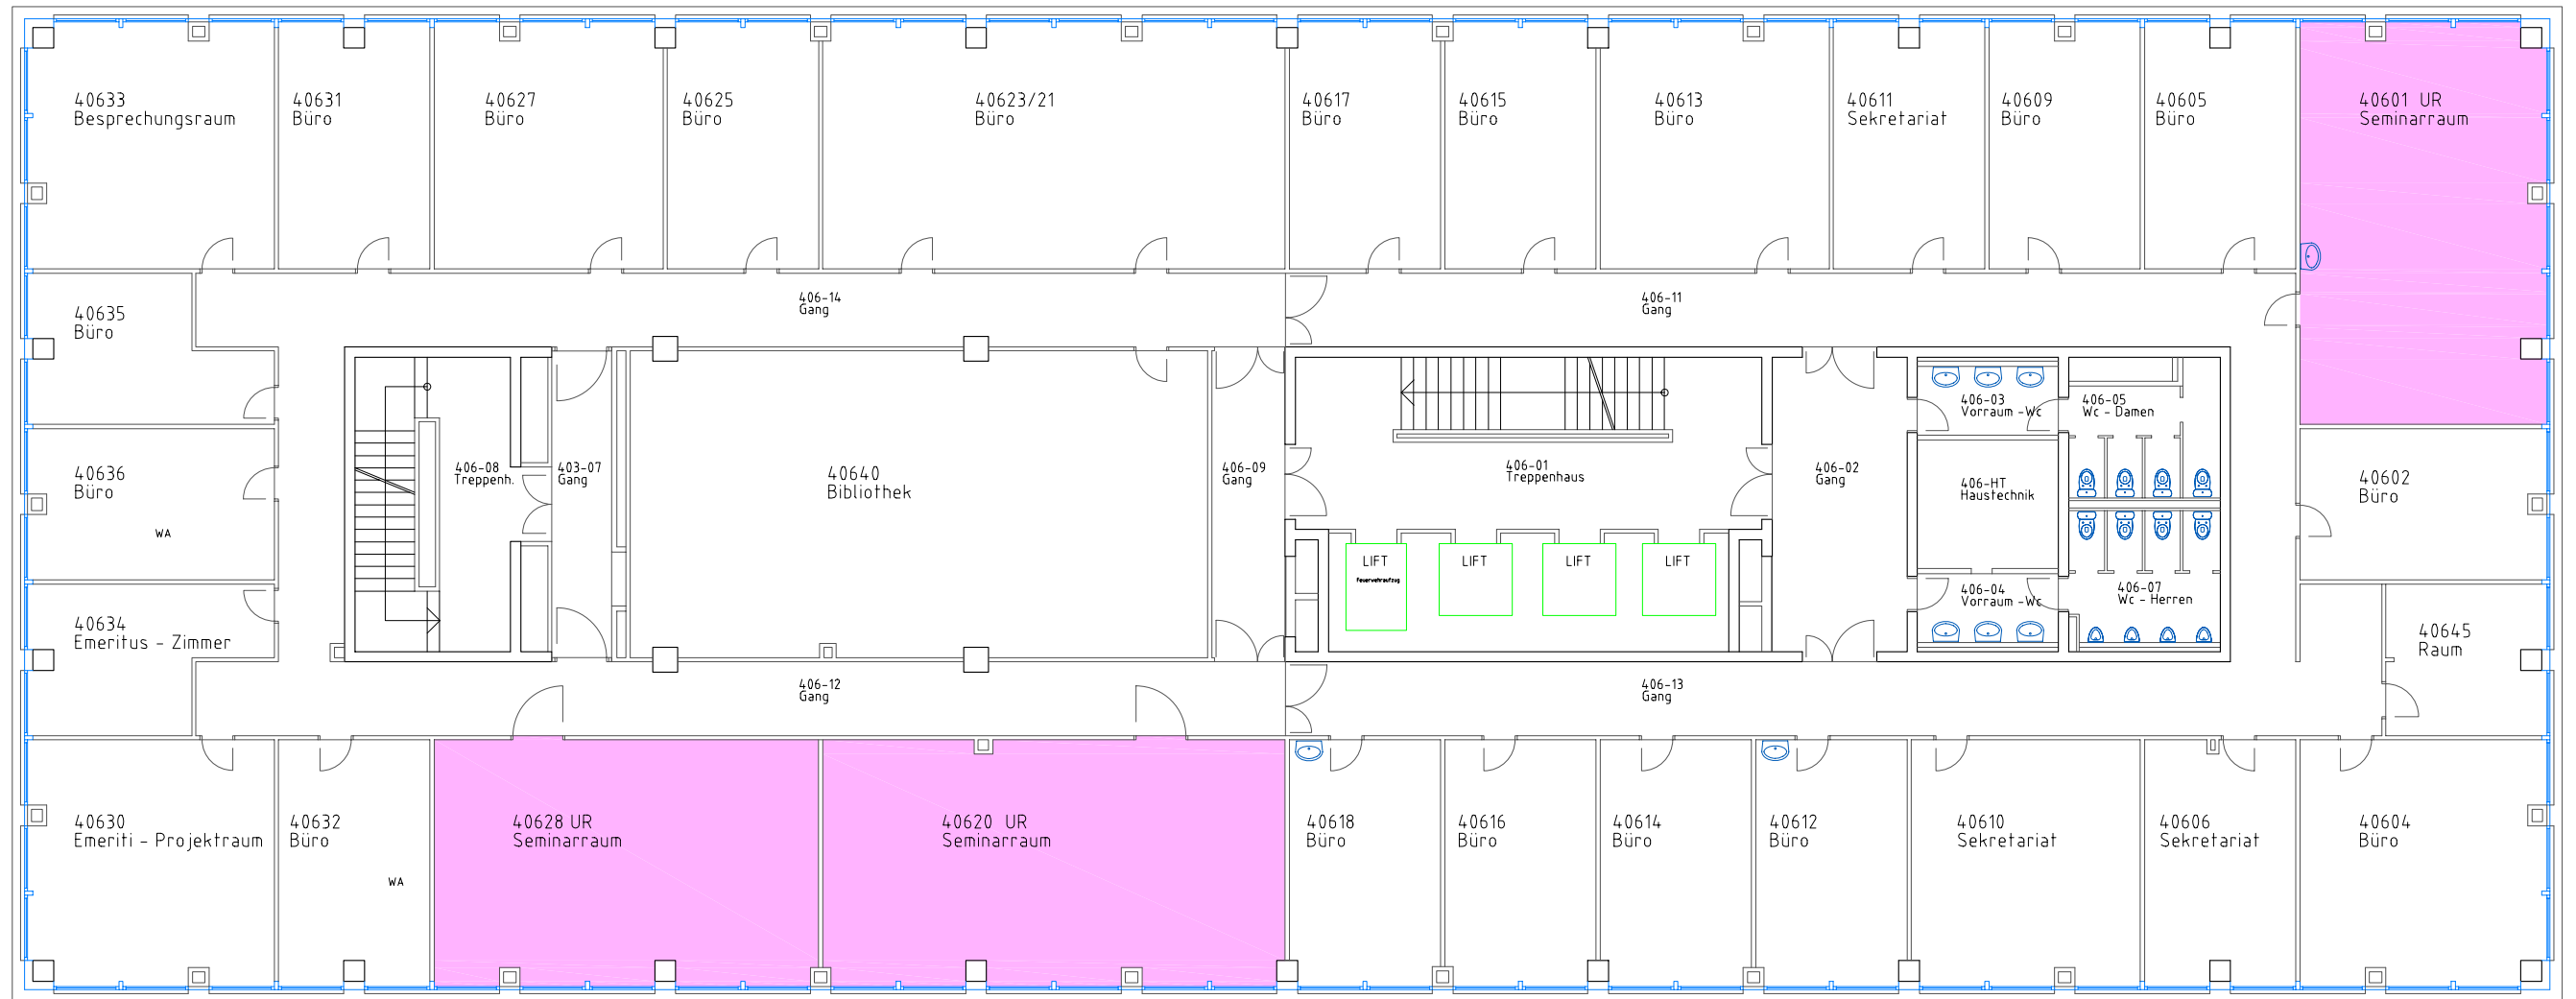 40633
Besprechungsraum
40631
Büro
40627
Büro
40625
Büro
40623/21
Büro
40617
Büro
40615
Büro
40613
Büro
40611
Sekretariat
40609
Büro
40605
Büro
40601 UR
Seminarraum
40635
Büro
406-14
Gang
406-11
Gang
40636
Büro
WA
406-08
Treppenh.
403-07
Gang
40640
Bibliothek
406-09
Gang
406-01
Treppenhaus
406-02
Gang
406-03
Vorraum -Wc
406-05
Wc - Damen
406-HT
Haustechnik
40602
Büro
LIFT
Feuerwehraufzug
LIFT
LIFT
LIFT
406-04
Vorraum -Wc
406-07
Wc - Herren
40634
Emeritus - Zimmer
40645
Raum
406-12
Gang
406-13
Gang
40630
Emeriti - Projektraum
40632
Büro
WA
40628 UR
Seminarraum
40620 UR
Seminarraum
40618
Büro
40616
Büro
40614
Büro
40612
Büro
40610
Sekretariat
40606
Sekretariat
40604
Büro